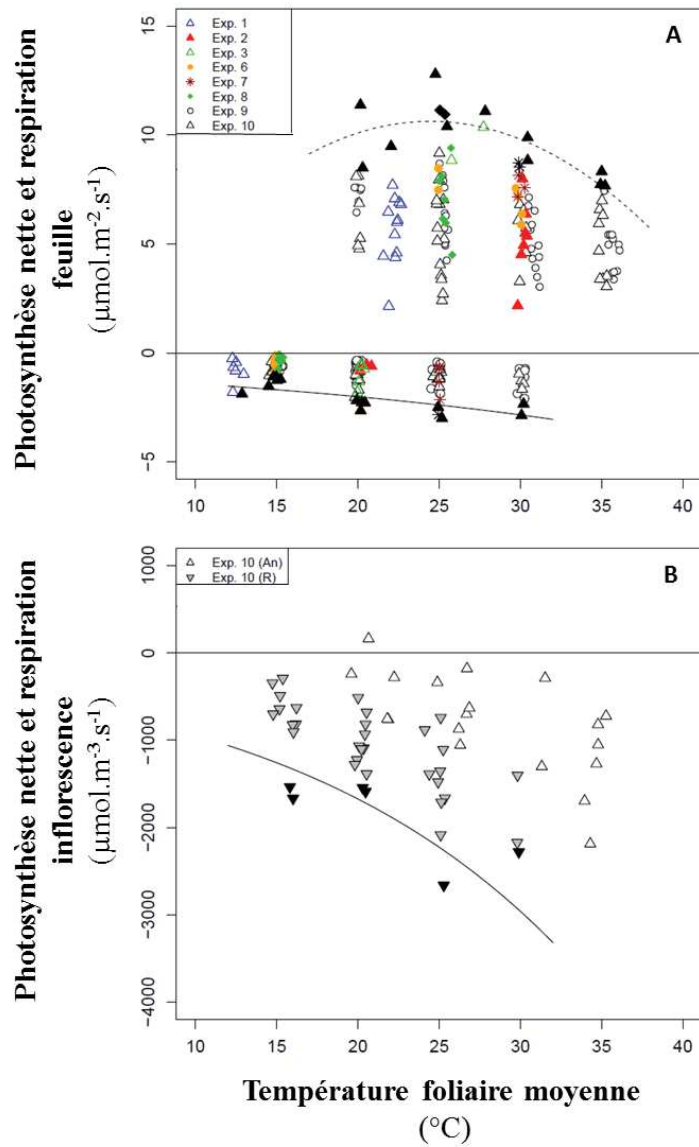 Photosynthèse nette et respiration
feuille
(μmol.m⁻².s⁻¹)
15
10
5
0
−5
Exp. 1
Exp. 2
Exp. 3
Exp. 6
Exp. 7
Exp. 8
Exp. 9
Exp. 10
A
10 15 20 25 30 35 40
Photosynthèse nette et respiration
inflorescence
(μmol.m⁻³.s⁻¹)
1000
0
−1000
−2000
−3000
−4000
Exp. 10 (An)
Exp. 10 (R)
B
10 15 20 25 30 35 40
Température foliaire moyenne
(°C)